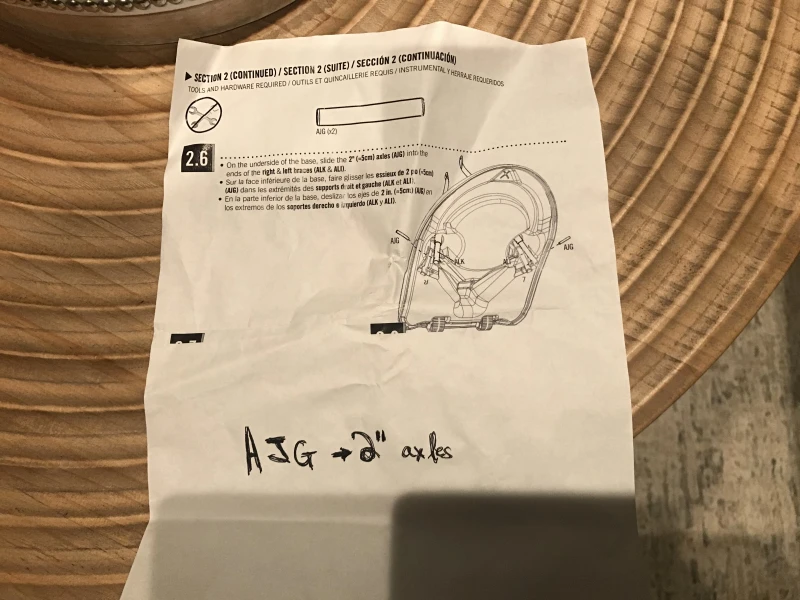 ▶ SECTION 2 (CONTINUED) / SECTION 2 (SUITE) / SECCIÓN 2 (CONTINUACIÓN)
TOOLS AND HARDWARE REQUIRED / OUTILS ET QUINCAILLERIE REQUIS / INSTRUMENTAL Y HERRAJE REQUERIDOS
AJG (x2)
2.6
• On the underside of the base, slide the 2" (≈5cm) axles (AJG) into the
ends of the right & left braces (ALK & ALI).
• Sur la face inférieure de la base, faire glisser les essieux de 2 po (≈5cm)
(AJG) dans les extrémités des supports droit et gauche (ALK et ALI).
• En la parte inferior de la base, deslizar los ejes de 2 in. (≈5cm) (AJG) en
los extremos de los soportes derecho e izquierdo (ALK y ALI).
AJG
AJG
ALK
AJG → 2" axles